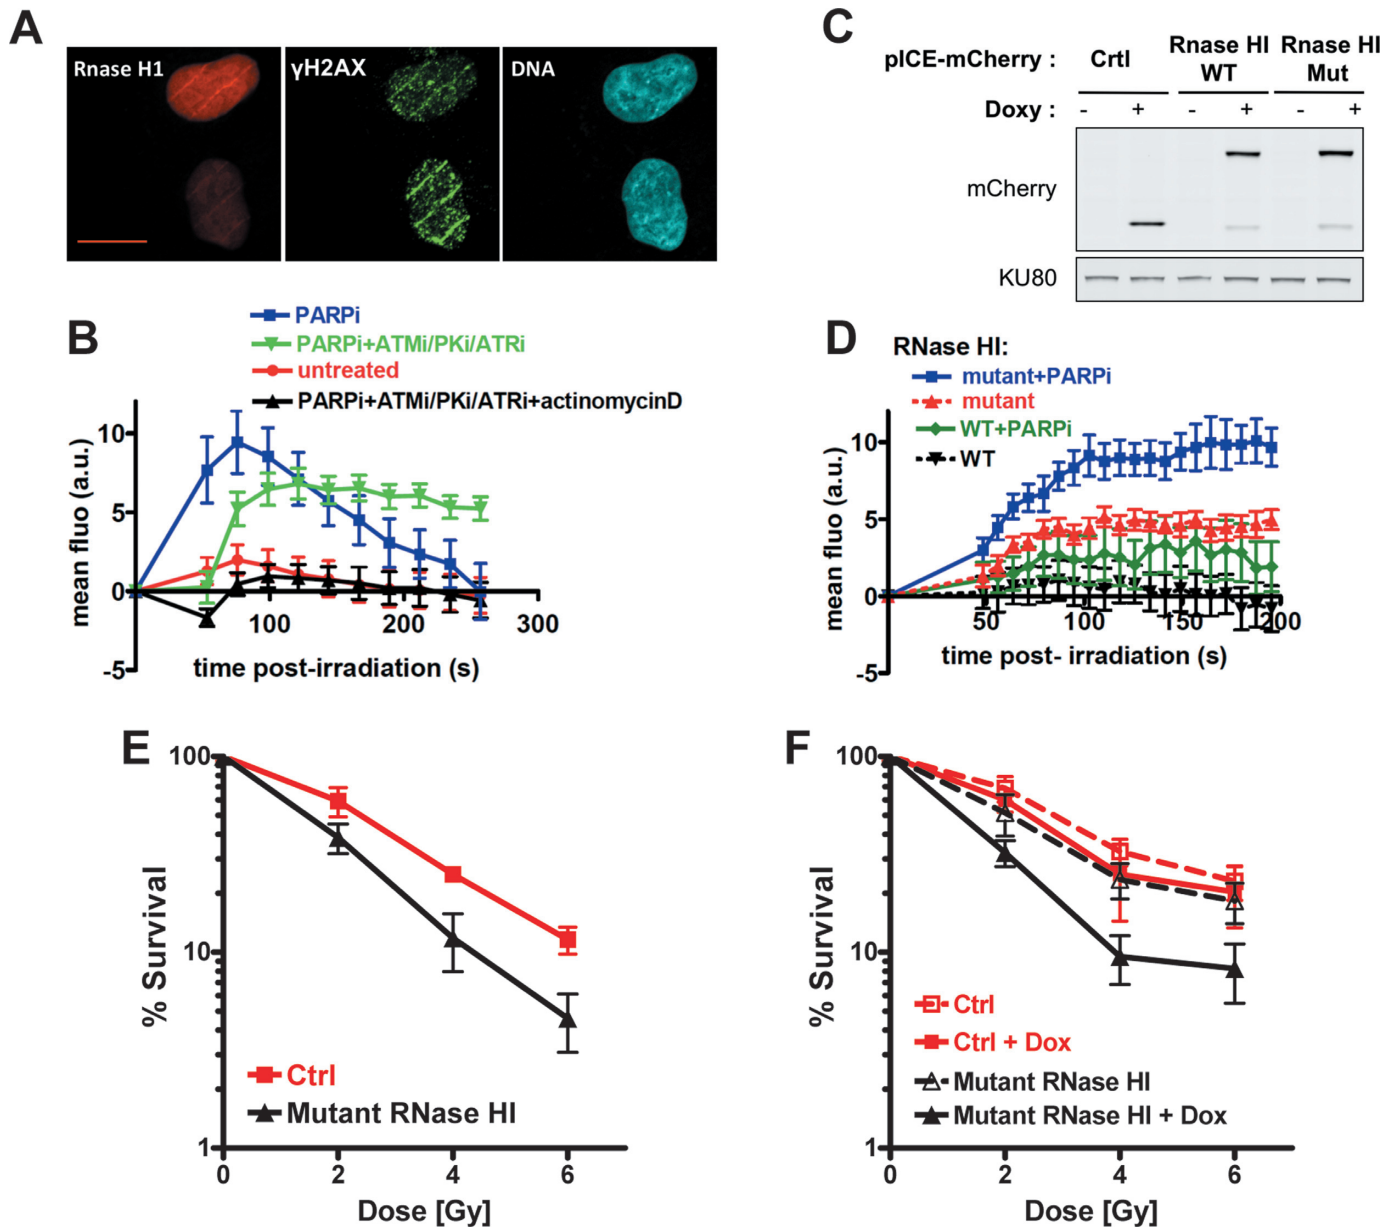 A
Rnase H1
γH2AX
DNA
C
pICE-mCherry :
Crtl
Rnase HI
WT
Rnase HI
Mut
Doxy :
- + - + - +
mCherry
KU80
B
PARPi
PARPi+ATMi/PKi/ATRi
untreated
PARPi+ATMi/PKi/ATRi+actinomycinD
mean fluo (a.u.)
10
5
0
-5
100 200 300
time post-irradiation (s)
D
RNase HI:
mutant+PARPi
mutant
WT+PARPi
WT
mean fluo (a.u.)
10
5
0
-5
50 100 150 200
time post- irradiation (s)
E
% Survival
100
10
1
Ctrl
Mutant RNase HI
0 2 4 6
Dose [Gy]
F
% Survival
100
10
1
Ctrl
Ctrl + Dox
Mutant RNase HI
Mutant RNase HI + Dox
0 2 4 6
Dose [Gy]